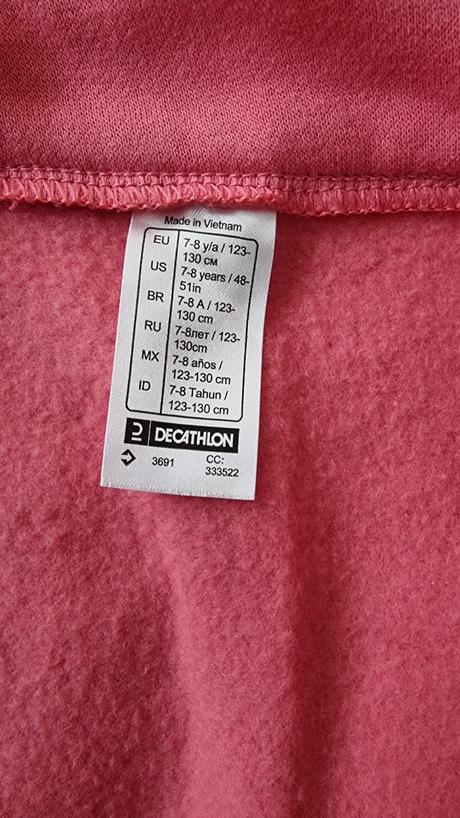 Made in Vietnam
EU 7-8 y/a / 123-
130 см
US 7-8 years / 48-
51in
BR 7-8 A / 123-
130 cm
RU 7-8лет / 123-
130cm
MX 7-8 años /
123-130 cm
ID 7-8 Tahun /
123-130 cm
DECATHLON
3691 CC:
333522